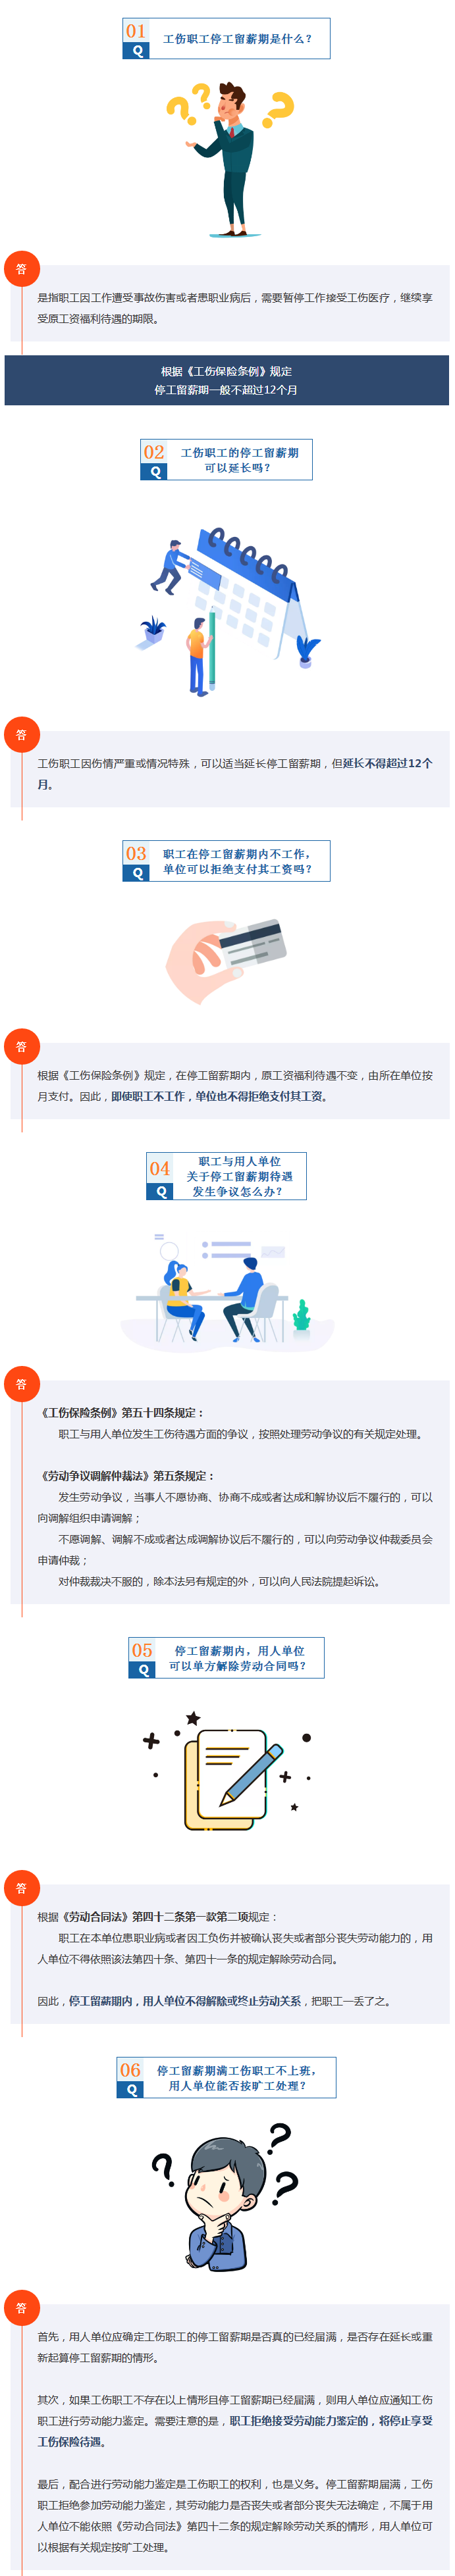 01
Q
工伤职工停工留薪期是什么？
答
是指职工因工作遭受事故伤害或者患职业病后，需要暂停工作接受工伤医疗，继续享
受原工资福利待遇的期限。
根据《工伤保险条例》规定
停工留薪期一般不超过12个月
02
Q
工伤职工的停工留薪期
可以延长吗？
答
工伤职工因伤情严重或情况特殊，可以适当延长停工留薪期，但延长不得超过12个
月。
03
Q
职工在停工留薪期内不工作，
单位可以拒绝支付其工资吗？
答
根据《工伤保险条例》规定，在停工留薪期内，原工资福利待遇不变，由所在单位按
月支付。因此，即使职工不工作，单位也不得拒绝支付其工资。
04
Q
职工与用人单位
关于停工留薪期待遇
发生争议怎么办？
答
《工伤保险条例》第五十四条规定：
职工与用人单位发生工伤待遇方面的争议，按照处理劳动争议的有关规定处理。
《劳动争议调解仲裁法》第五条规定：
发生劳动争议，当事人不愿协商、协商不成或者达成和解协议后不履行的，可以
向调解组织申请调解；
不愿调解、调解不成或者达成调解协议后不履行的，可以向劳动争议仲裁委员会
申请仲裁；
对仲裁裁决不服的，除本法另有规定的外，可以向人民法院提起诉讼。
05
Q
停工留薪期内，用人单位
可以单方解除劳动合同吗？
答
根据《劳动合同法》第四十二条第一款第二项规定：
职工在本单位患职业病或者因工负伤并被确认丧失或者部分丧失劳动能力的，用
人单位不得依照该法第四十条、第四十一条的规定解除劳动合同。
因此，停工留薪期内，用人单位不得解除或终止劳动关系，把职工一丢了之。
06
Q
停工留薪期满工伤职工不上班，
用人单位能否按旷工处理？
答
首先，用人单位应确定工伤职工的停工留薪期是否真的已经届满，是否存在延长或重
新起算停工留薪期的情形。
其次，如果工伤职工不存在以上情形且停工留薪期已经届满，则用人单位应通知工伤
职工进行劳动能力鉴定。需要注意的是，职工拒绝接受劳动能力鉴定的，将停止享受
工伤保险待遇。
最后，配合进行劳动能力鉴定是工伤职工的权利，也是义务。停工留薪期届满，工伤
职工拒绝参加劳动能力鉴定，其劳动能力是否丧失或者部分丧失无法确定，不属于用
人单位不能依照《劳动合同法》第四十二条的规定解除劳动关系的情形，用人单位可
以根据有关规定按旷工处理。